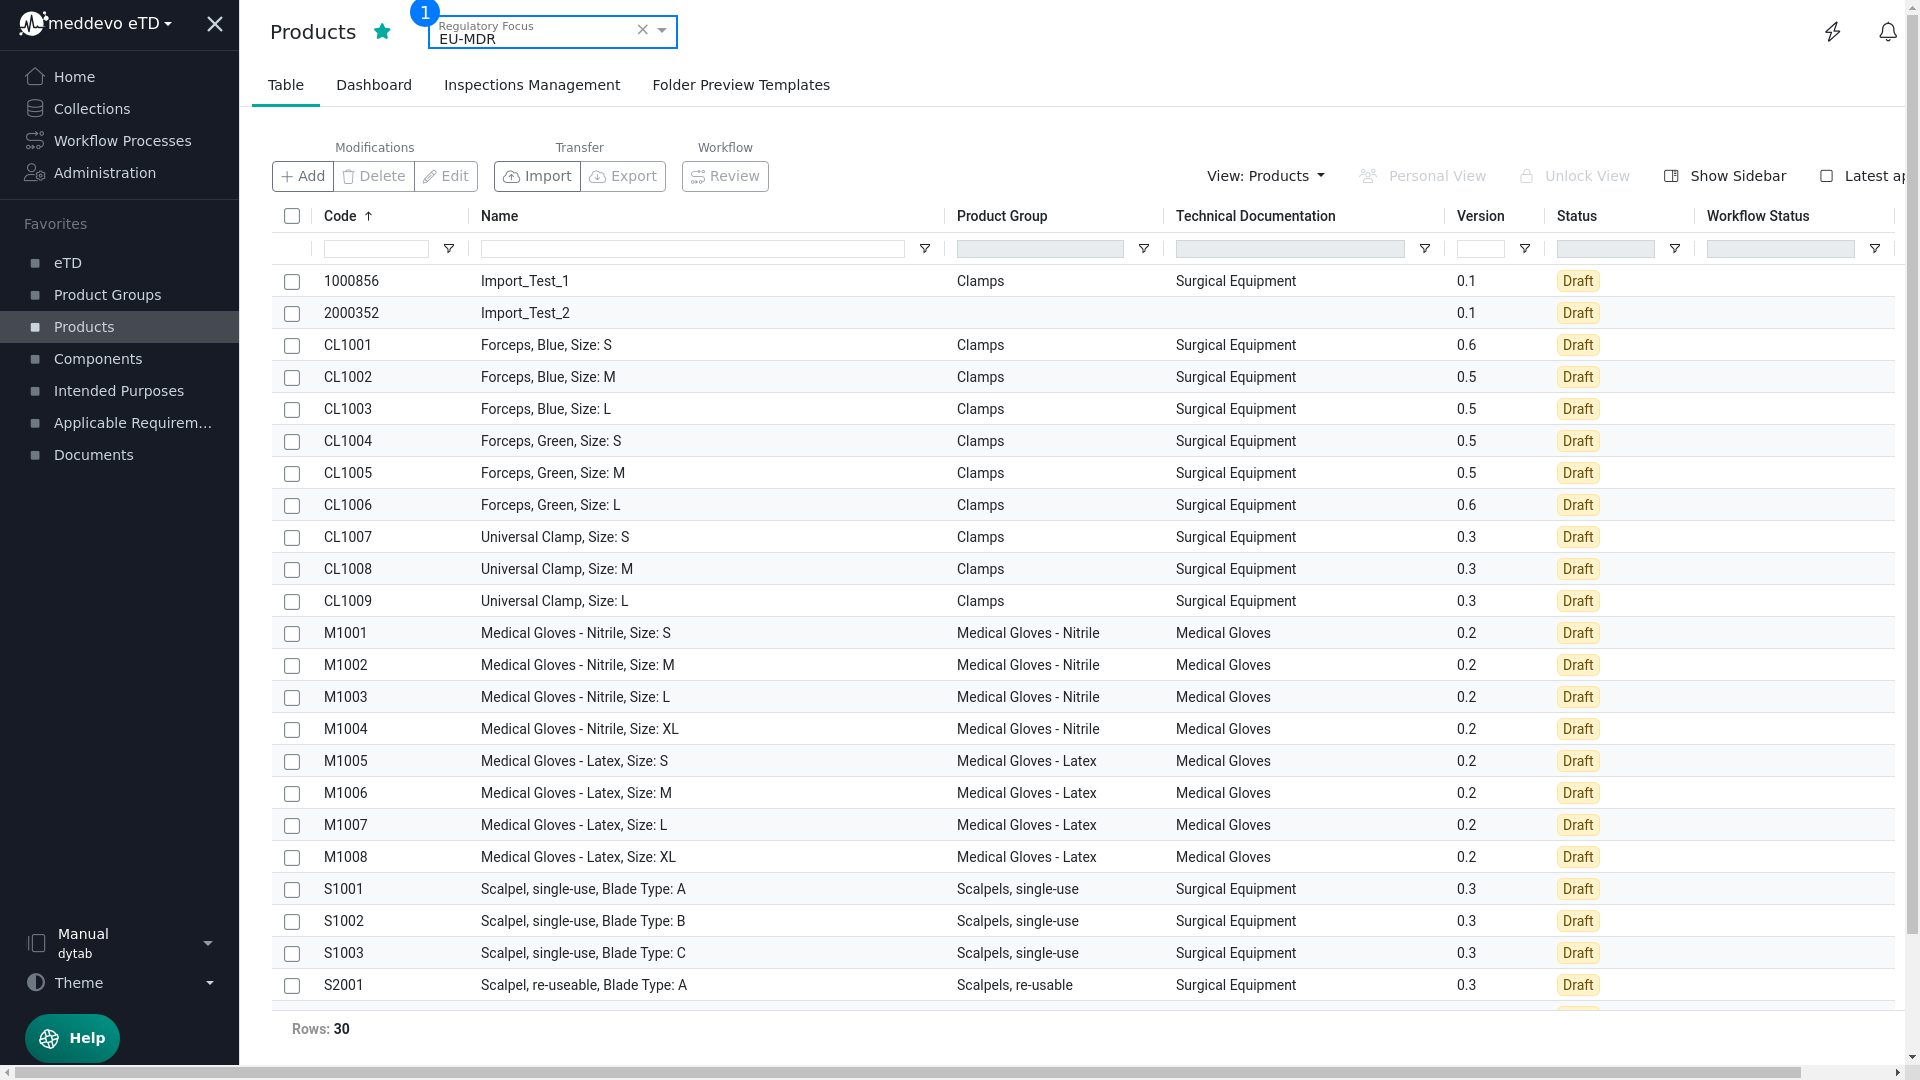 meddevo eTD
Home
Collections
Workflow Processes
Administration
Favorites
eTD
Product Groups
Products
Components
Intended Purposes
Applicable Requirem...
Documents
Manual
dytab
Theme
Help
Products
1
Regulatory Focus
EU-MDR
Table Dashboard Inspections Management Folder Preview Templates
Modifications Transfer Workflow
Add Delete Edit Import Export Review View: Products Personal View Unlock View Show Sidebar Latest ap
Code ↑ Name Product Group Technical Documentation Version Status Workflow Status
1000856 Import_Test_1 Clamps Surgical Equipment 0.1 Draft
2000352 Import_Test_2 0.1 Draft
CL1001 Forceps, Blue, Size: S Clamps Surgical Equipment 0.6 Draft
CL1002 Forceps, Blue, Size: M Clamps Surgical Equipment 0.5 Draft
CL1003 Forceps, Blue, Size: L Clamps Surgical Equipment 0.5 Draft
CL1004 Forceps, Green, Size: S Clamps Surgical Equipment 0.5 Draft
CL1005 Forceps, Green, Size: M Clamps Surgical Equipment 0.5 Draft
CL1006 Forceps, Green, Size: L Clamps Surgical Equipment 0.6 Draft
CL1007 Universal Clamp, Size: S Clamps Surgical Equipment 0.3 Draft
CL1008 Universal Clamp, Size: M Clamps Surgical Equipment 0.3 Draft
CL1009 Universal Clamp, Size: L Clamps Surgical Equipment 0.3 Draft
M1001 Medical Gloves - Nitrile, Size: S Medical Gloves - Nitrile Medical Gloves 0.2 Draft
M1002 Medical Gloves - Nitrile, Size: M Medical Gloves - Nitrile Medical Gloves 0.2 Draft
M1003 Medical Gloves - Nitrile, Size: L Medical Gloves - Nitrile Medical Gloves 0.2 Draft
M1004 Medical Gloves - Nitrile, Size: XL Medical Gloves - Nitrile Medical Gloves 0.2 Draft
M1005 Medical Gloves - Latex, Size: S Medical Gloves - Latex Medical Gloves 0.2 Draft
M1006 Medical Gloves - Latex, Size: M Medical Gloves - Latex Medical Gloves 0.2 Draft
M1007 Medical Gloves - Latex, Size: L Medical Gloves - Latex Medical Gloves 0.2 Draft
M1008 Medical Gloves - Latex, Size: XL Medical Gloves - Latex Medical Gloves 0.2 Draft
S1001 Scalpel, single-use, Blade Type: A Scalpels, single-use Surgical Equipment 0.3 Draft
S1002 Scalpel, single-use, Blade Type: B Scalpels, single-use Surgical Equipment 0.3 Draft
S1003 Scalpel, single-use, Blade Type: C Scalpels, single-use Surgical Equipment 0.3 Draft
S2001 Scalpel, re-useable, Blade Type: A Scalpels, re-usable Surgical Equipment 0.3 Draft
Rows: 30